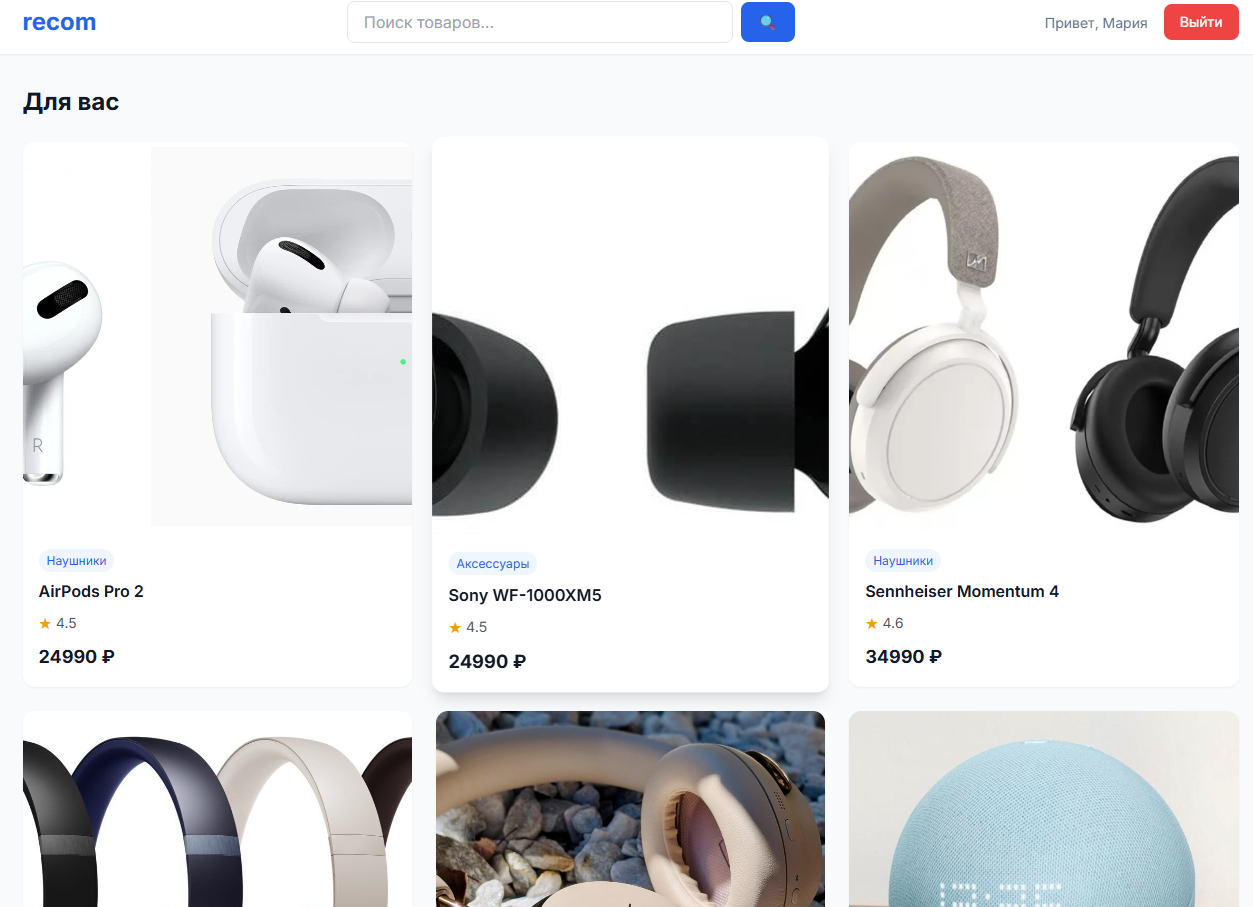 recom
Поиск товаров...
Привет, Мария
Выйти
Для вас
R
Наушники
AirPods Pro 2
★ 4.5
24990 ₽
Аксессуары
Sony WF-1000XM5
★ 4.5
24990 ₽
Наушники
Sennheiser Momentum 4
★ 4.6
34990 ₽